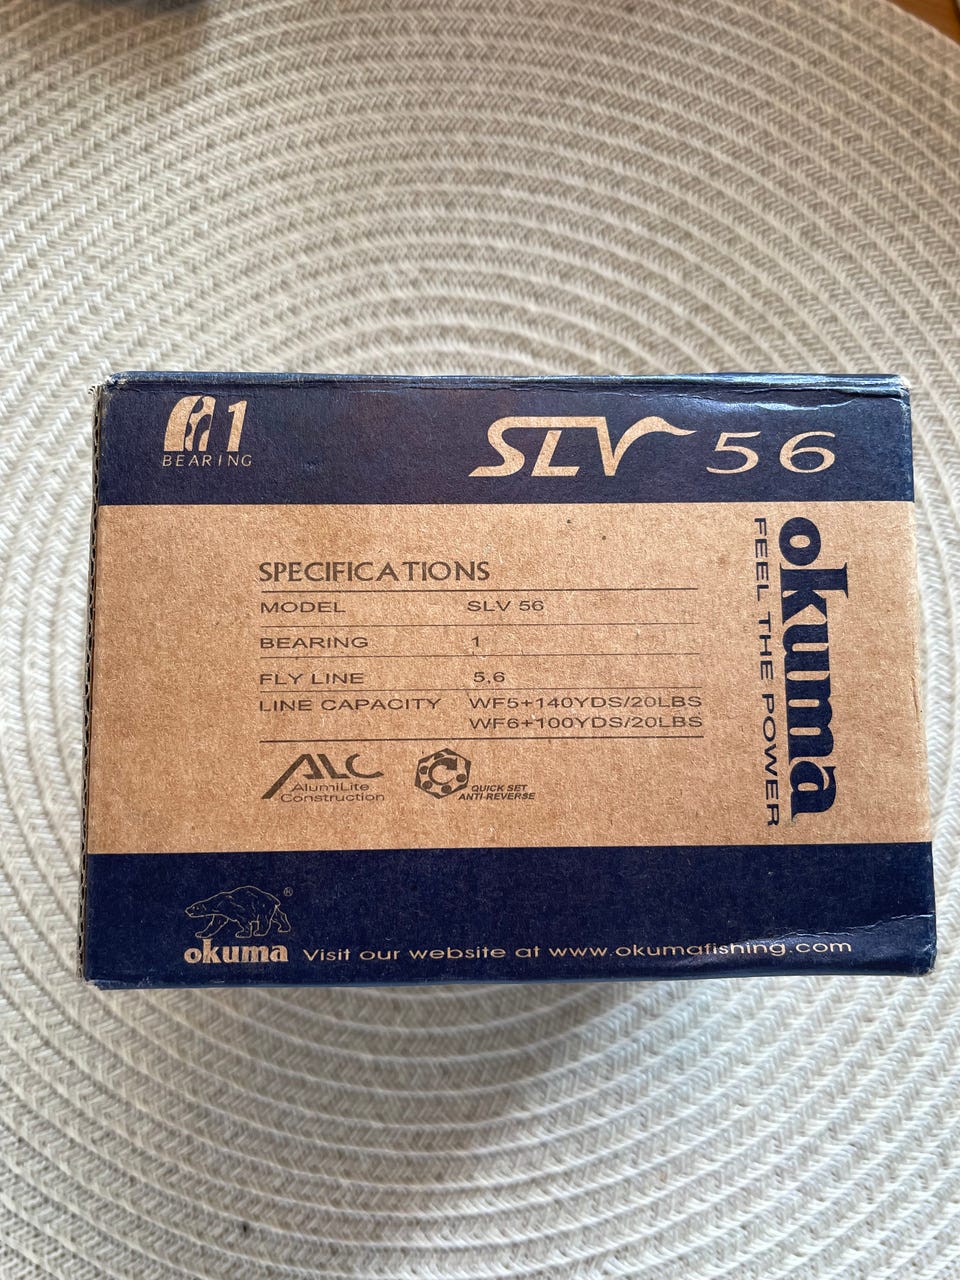 1
BEARING
SLV 56
okuma
FEEL THE POWER
SPECIFICATIONS
MODEL SLV 56
BEARING 1
FLY LINE 5,6
LINE CAPACITY WF5+140YDS/20LBS
WF6+100YDS/20LBS
ALC
AlumiLite
Construction
C
QUICK SET
ANTI-REVERSE
®
okuma Visit our website at www.okumafishing.com